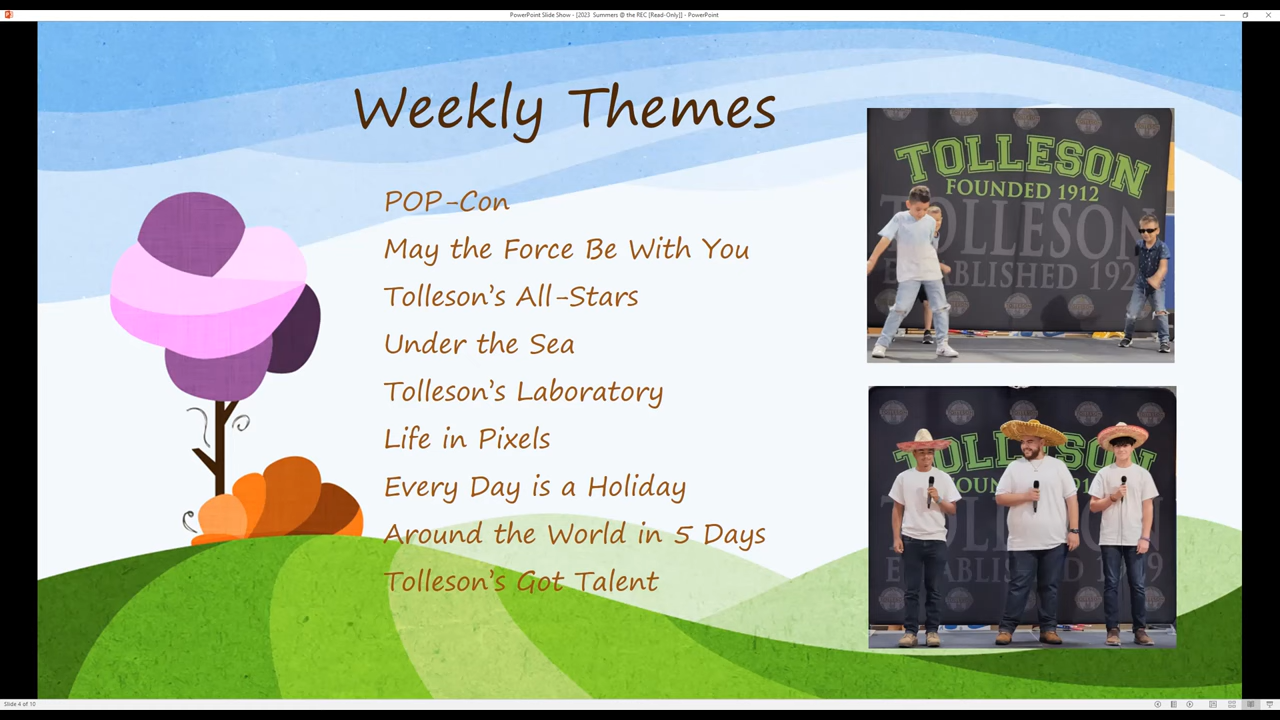 PowerPoint Slide Show - [2023 Summers @ the REC [Read-Only]] - PowerPoint
Weekly Themes
POP-Con
May the Force Be With You
Tolleson's All-Stars
Under the Sea
Tolleson's Laboratory
Life in Pixels
Every Day is a Holiday
Around the World in 5 Days
Tolleson's Got Talent
TOLLESON
FOUNDED 1912
TOLLESON
ESTABLISHED 192
TOLLESON
Slide 4 of 10